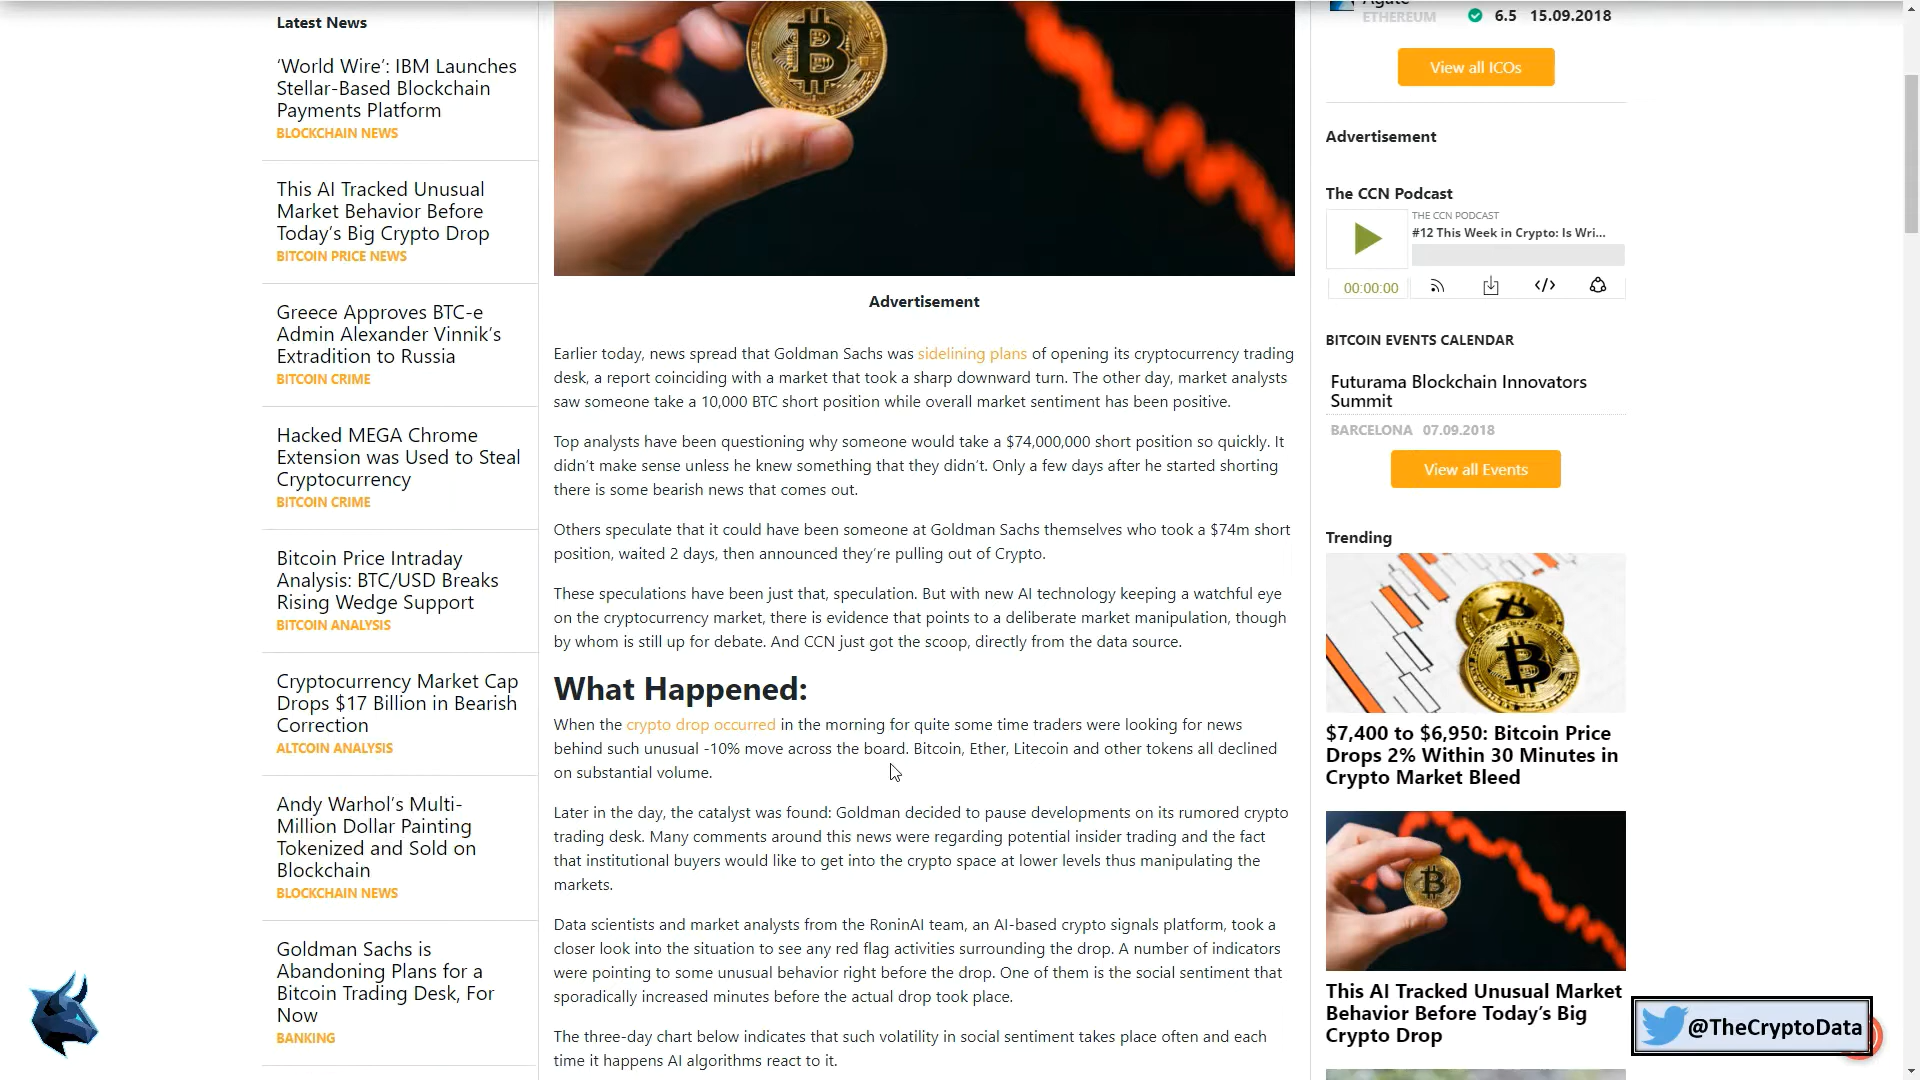 Latest News
‘World Wire’: IBM Launches
Stellar-Based Blockchain
Payments Platform
BLOCKCHAIN NEWS
This AI Tracked Unusual
Market Behavior Before
Today’s Big Crypto Drop
BITCOIN PRICE NEWS
Greece Approves BTC-e
Admin Alexander Vinnik’s
Extradition to Russia
BITCOIN CRIME
Hacked MEGA Chrome
Extension was Used to Steal
Cryptocurrency
BITCOIN CRIME
Bitcoin Price Intraday
Analysis: BTC/USD Breaks
Rising Wedge Support
BITCOIN ANALYSIS
Cryptocurrency Market Cap
Drops $17 Billion in Bearish
Correction
ALTCOIN ANALYSIS
Andy Warhol’s Multi-
Million Dollar Painting
Tokenized and Sold on
Blockchain
BLOCKCHAIN NEWS
Goldman Sachs is
Abandoning Plans for a
Bitcoin Trading Desk, For
Now
BANKING
Advertisement
Earlier today, news spread that Goldman Sachs was sidelining plans of opening its cryptocurrency trading
desk, a report coinciding with a market that took a sharp downward turn. The other day, market analysts
saw someone take a 10,000 BTC short position while overall market sentiment has been positive.
Top analysts have been questioning why someone would take a $74,000,000 short position so quickly. It
didn’t make sense unless he knew something that they didn’t. Only a few days after he started shorting
there is some bearish news that comes out.
Others speculate that it could have been someone at Goldman Sachs themselves who took a $74m short
position, waited 2 days, then announced they’re pulling out of Crypto.
These speculations have been just that, speculation. But with new AI technology keeping a watchful eye
on the cryptocurrency market, there is evidence that points to a deliberate market manipulation, though
by whom is still up for debate. And CCN just got the scoop, directly from the data source.
What Happened:
When the crypto drop occurred in the morning for quite some time traders were looking for news
behind such unusual -10% move across the board. Bitcoin, Ether, Litecoin and other tokens all declined
on substantial volume.
Later in the day, the catalyst was found: Goldman decided to pause developments on its rumored crypto
trading desk. Many comments around this news were regarding potential insider trading and the fact
that institutional buyers would like to get into the crypto space at lower levels thus manipulating the
markets.
Data scientists and market analysts from the RoninAI team, an AI-based crypto signals platform, took a
closer look into the situation to see any red flag activities surrounding the drop. A number of indicators
were pointing to some unusual behavior right before the drop. One of them is the social sentiment that
sporadically increased minutes before the actual drop took place.
The three-day chart below indicates that such volatility in social sentiment takes place often and each
time it happens AI algorithms react to it.
ETHEREUM 6.5 15.09.2018
View all ICOs
Advertisement
The CCN Podcast
THE CCN PODCAST
#12 This Week in Crypto: Is Wri...
00:00:00
BITCOIN EVENTS CALENDAR
Futurama Blockchain Innovators
Summit
BARCELONA 07.09.2018
View all Events
Trending
$7,400 to $6,950: Bitcoin Price
Drops 2% Within 30 Minutes in
Crypto Market Bleed
This AI Tracked Unusual Market
Behavior Before Today’s Big
Crypto Drop
@TheCryptoData